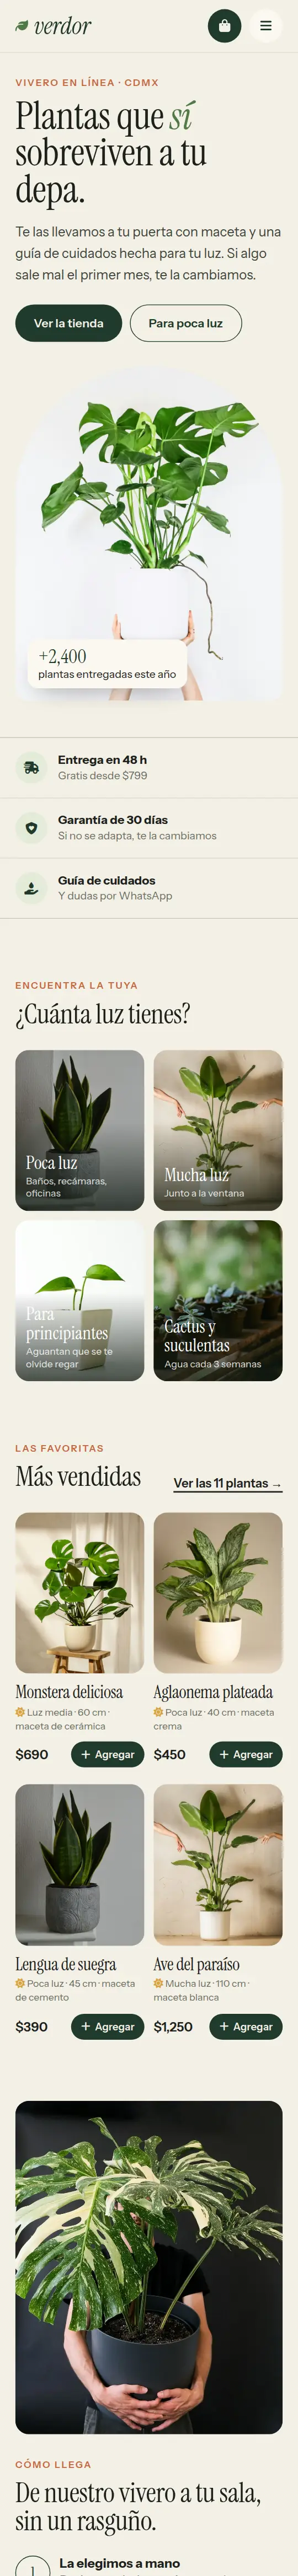 verdor
VIVERO EN LÍNEA · CDMX
Plantas que sí
sobreviven a tu
depa.
Te las llevamos a tu puerta con maceta y una
guía de cuidados hecha para tu luz. Si algo
sale mal el primer mes, te la cambiamos.
Ver la tienda
Para poca luz
+2,400
plantas entregadas este año
Entrega en 48 h
Gratis desde $799
Garantía de 30 días
Si no se adapta, te la cambiamos
Guía de cuidados
Y dudas por WhatsApp
ENCUENTRA LA TUYA
¿Cuánta luz tienes?
Poca luz
Baños, recámaras,
oficinas
Mucha luz
Junto a la ventana
Para
principiantes
Aguantan que se te
olvide regar
Cactus y
suculentas
Agua cada 3 semanas
LAS FAVORITAS
Más vendidas
Ver las 11 plantas →
Monstera deliciosa
Luz media · 60 cm ·
maceta de cerámica
$690
+ Agregar
Aglaonema plateada
Poca luz · 40 cm · maceta
crema
$450
+ Agregar
Lengua de suegra
Poca luz · 45 cm · maceta
de cemento
$390
+ Agregar
Ave del paraíso
Mucha luz · 110 cm ·
maceta blanca
$1,250
+ Agregar
CÓMO LLEGA
De nuestro vivero a tu sala,
sin un rasguño.
1
La elegimos a mano